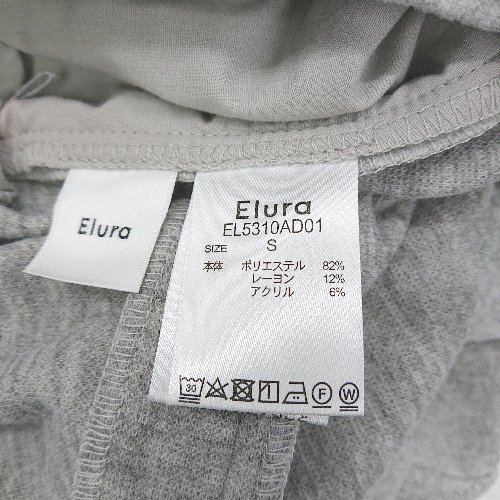 Elura
Elura
EL5310AD01
SIZE S
本体 ポリエステル 82%
レーヨン 12%
アクリル 6%
30 F W